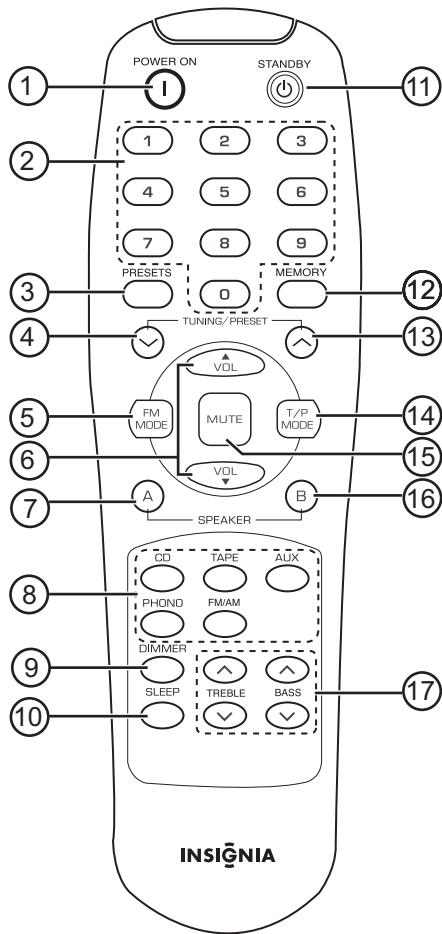 POWER ON STANDBY
1 11
1 2 3
2
4 5 6
7 8 9
PRESETS MEMORY
3 0 12
4 TUNING/PRESET 13
VOL
5 FM MODE MUTE T/P MODE 14
6 15
VOL
7 A B 16
SPEAKER
CD TAPE AUX
8
PHONO FM/AM
DIMMER
9
SLEEP TREBLE BASS 17
10
INSIGNIA